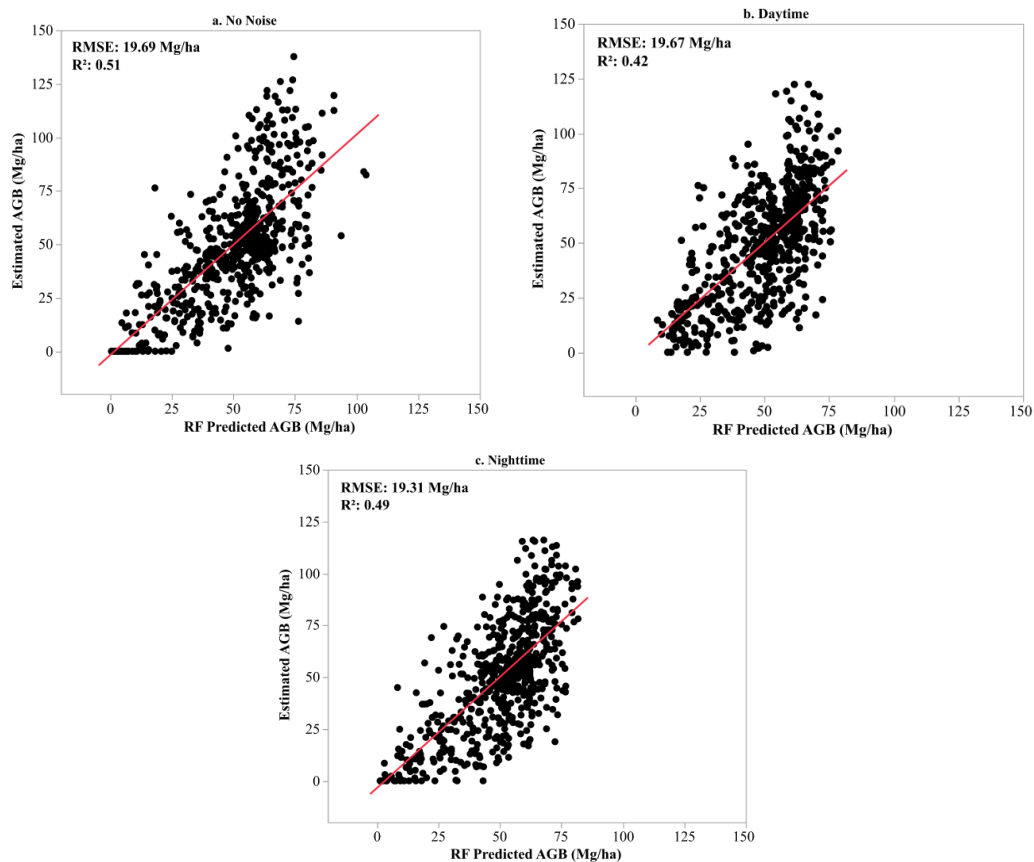 a. No Noise
RMSE: 19.69 Mg/ha
R²: 0.51
150
125
100
75
50
25
0
Estimated AGB (Mg/ha)
0 25 50 75 100 125 150
RF Predicted AGB (Mg/ha)
b. Daytime
RMSE: 19.67 Mg/ha
R²: 0.42
150
125
100
75
50
25
0
Estimated AGB (Mg/ha)
0 25 50 75 100 125 150
RF Predicted AGB (Mg/ha)
c. Nighttime
RMSE: 19.31 Mg/ha
R²: 0.49
150
125
100
75
50
25
0
Estimated AGB (Mg/ha)
0 25 50 75 100 125 150
RF Predicted AGB (Mg/ha)